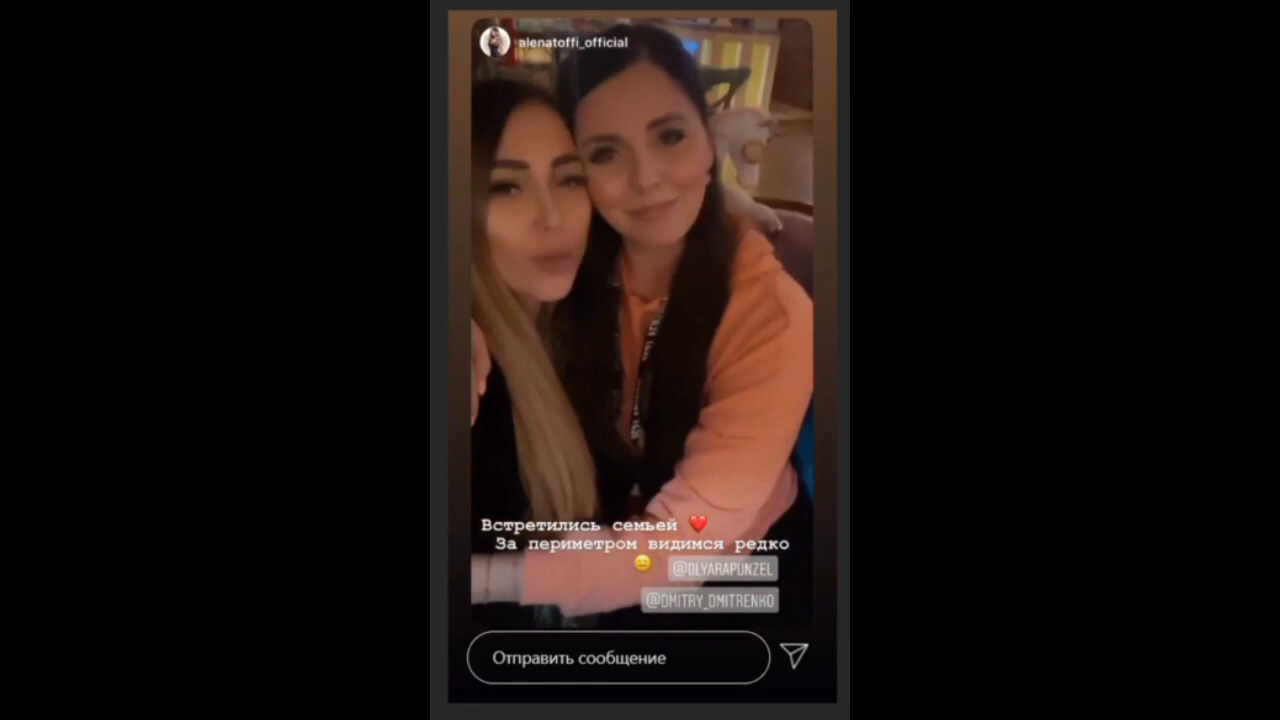 alenatoffi_official
Встретились семьей ❤️
За периметром видимся редко
😊 @OLYARAPUNZEL
@DMITRY_DMITRENKO
Отправить сообщение